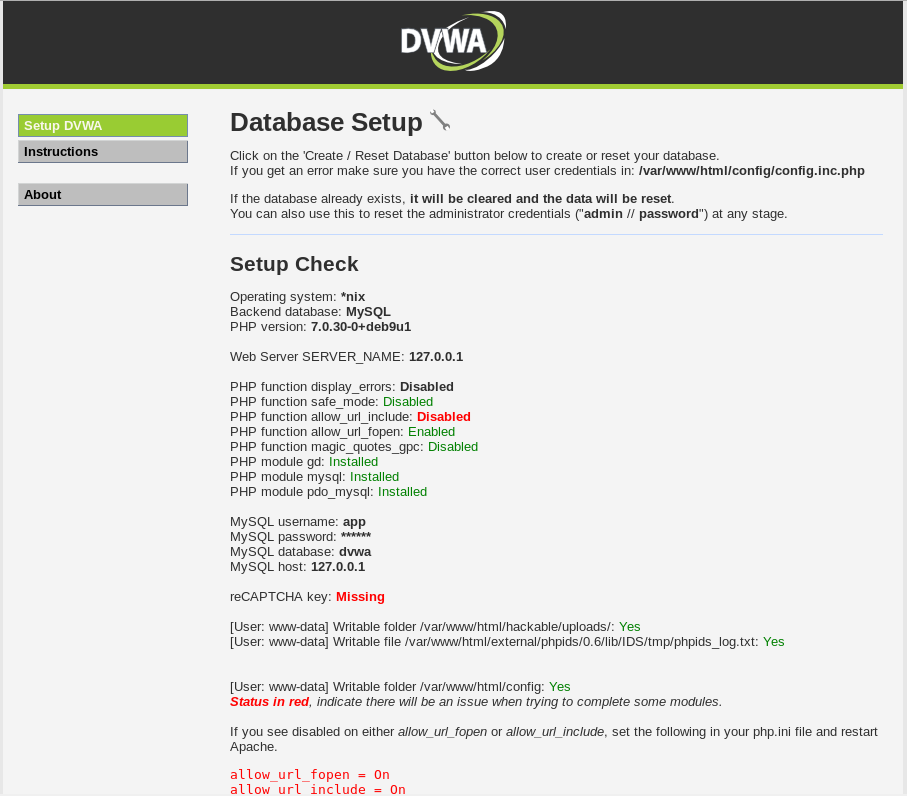 DVWA
Setup DVWA
Instructions
About
Database Setup
Click on the 'Create / Reset Database' button below to create or reset your database.
If you get an error make sure you have the correct user credentials in: /var/www/html/config/config.inc.php
If the database already exists, it will be cleared and the data will be reset.
You can also use this to reset the administrator credentials ("admin // password") at any stage.
Setup Check
Operating system: *nix
Backend database: MySQL
PHP version: 7.0.30-0+deb9u1
Web Server SERVER_NAME: 127.0.0.1
PHP function display_errors: Disabled
PHP function safe_mode: Disabled
PHP function allow_url_include: Disabled
PHP function allow_url_fopen: Enabled
PHP function magic_quotes_gpc: Disabled
PHP module gd: Installed
PHP module mysql: Installed
PHP module pdo_mysql: Installed
MySQL username: app
MySQL password: ******
MySQL database: dvwa
MySQL host: 127.0.0.1
reCAPTCHA key: Missing
[User: www-data] Writable folder /var/www/html/hackable/uploads/: Yes
[User: www-data] Writable file /var/www/html/external/phpids/0.6/lib/IDS/tmp/phpids_log.txt: Yes
[User: www-data] Writable folder /var/www/html/config: Yes
Status in red, indicate there will be an issue when trying to complete some modules.
If you see disabled on either allow_url_fopen or allow_url_include, set the following in your php.ini file and restart
Apache.
allow_url_fopen = On
allow_url_include = On